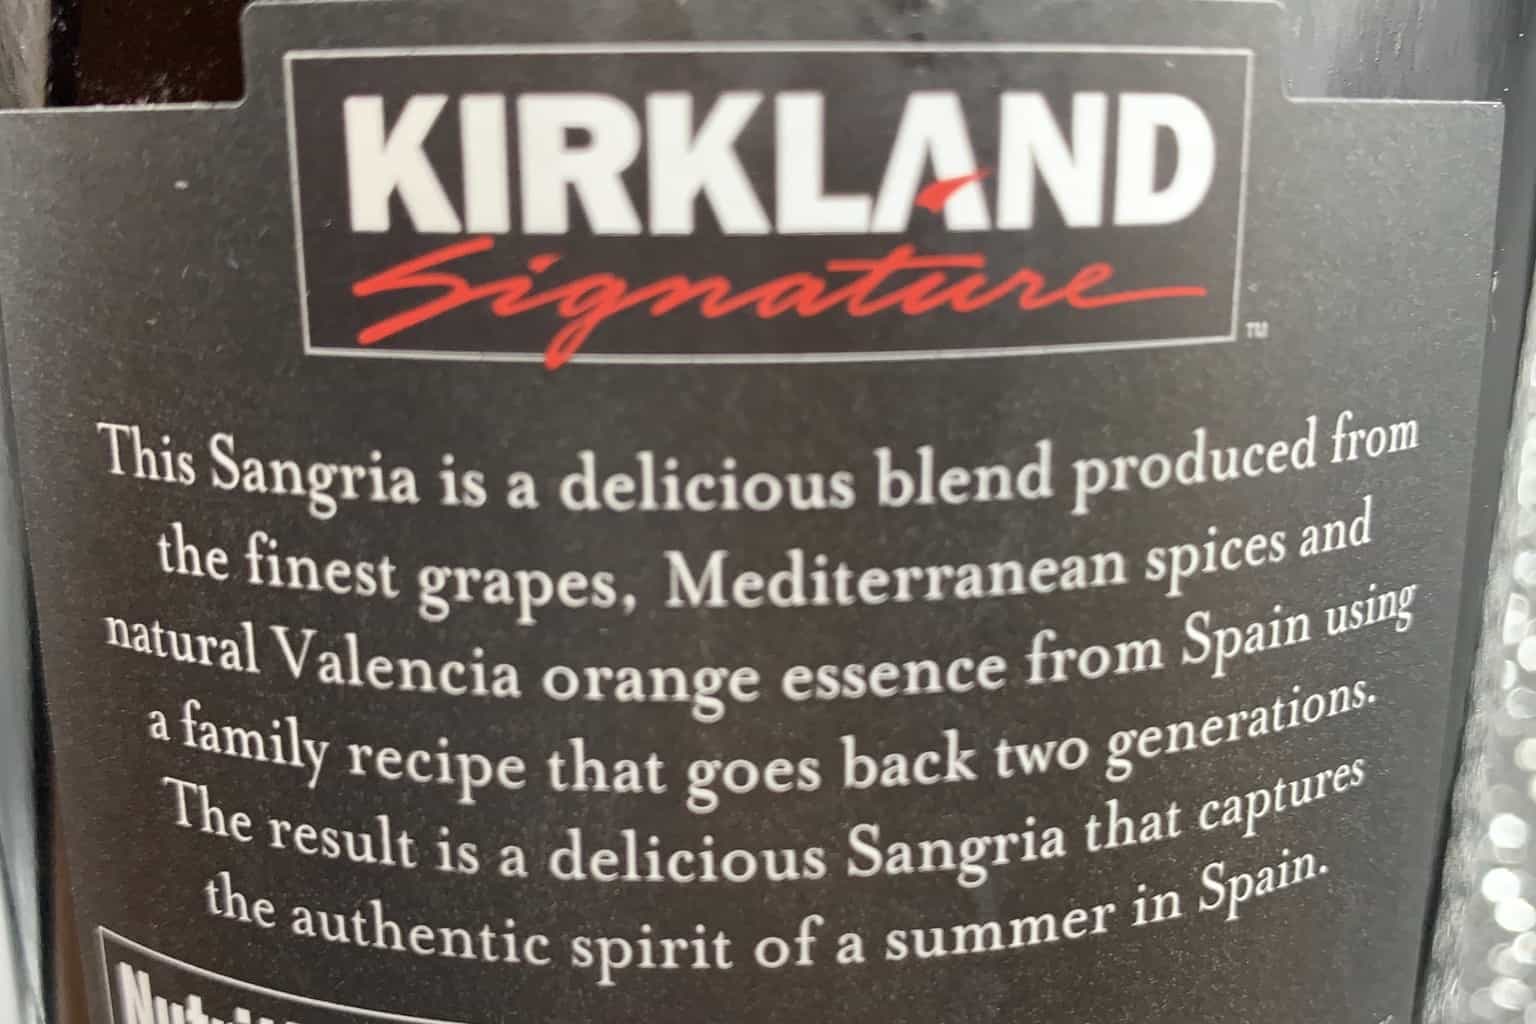 KIRKLAND
Signature™
This Sangria is a delicious blend produced from
the finest grapes, Mediterranean spices and
natural Valencia orange essence from Spain using
a family recipe that goes back two generations.
The result is a delicious Sangria that captures
the authentic spirit of a summer in Spain.